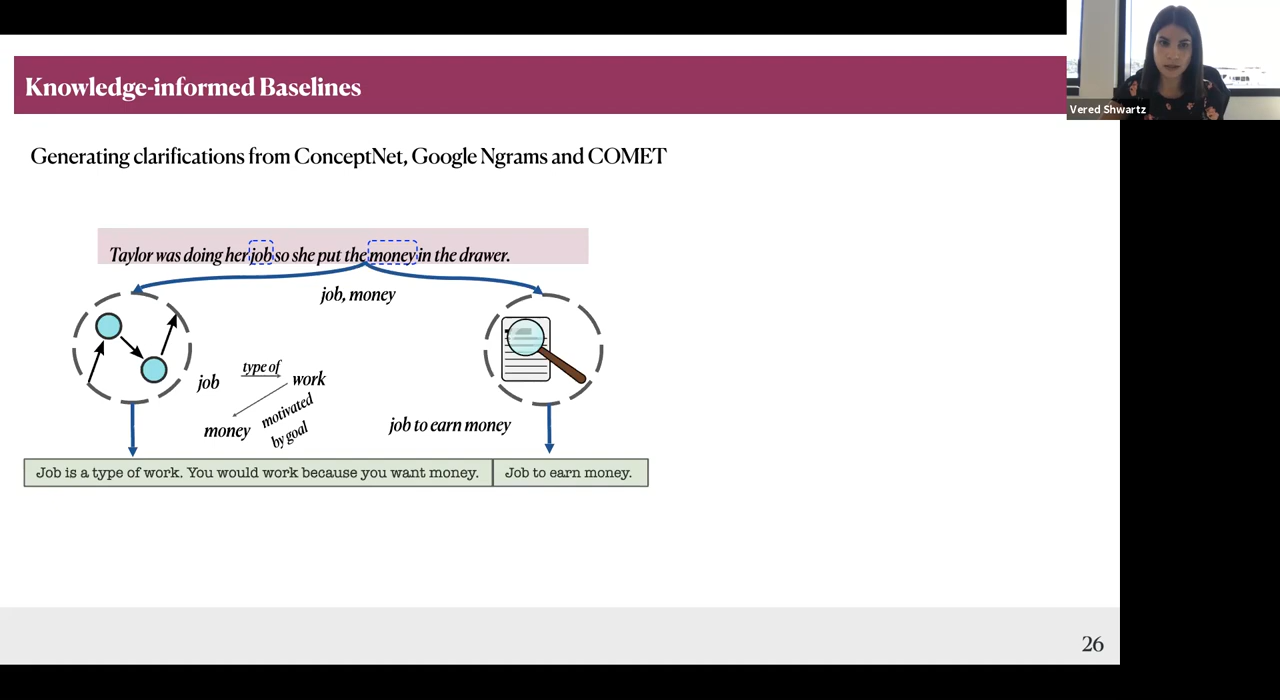 Knowledge-informed Baselines
Vered Shwartz
Generating clarifications from ConceptNet, Google Ngrams and COMET
Taylor was doing her job so she put the money in the drawer.
job, money
job
type of
work
motivated
by goal
money
job to earn money
Job is a type of work. You would work because you want money.
Job to earn money.
26